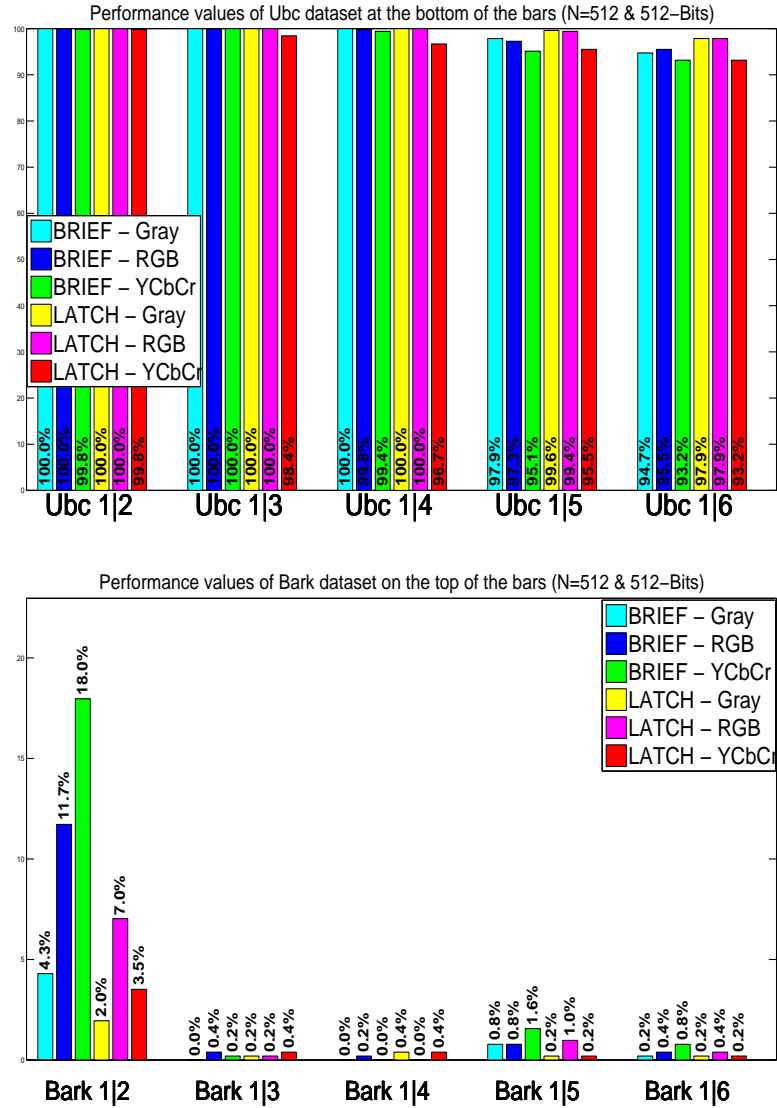 Performance values of Ubc dataset at the bottom of the bars (N=512 & 512−Bits)
100
90
80
70
60
50
40
30
20
10
0
BRIEF − Gray
BRIEF − RGB
BRIEF − YCbCr
LATCH − Gray
LATCH − RGB
LATCH − YCbCr
100.0% 100.0% 99.8% 100.0% 100.0% 99.8%
100.0% 100.0% 100.0% 100.0% 100.0% 98.4%
100.0% 99.8% 99.4% 100.0% 100.0% 96.7%
97.9% 97.3% 95.1% 99.6% 99.4% 95.5%
94.7% 95.5% 93.2% 97.9% 97.9% 93.2%
Ubc 1|2 Ubc 1|3 Ubc 1|4 Ubc 1|5 Ubc 1|6
Performance values of Bark dataset on the top of the bars (N=512 & 512−Bits)
20
15
10
5
0
BRIEF − Gray
BRIEF − RGB
BRIEF − YCbCr
LATCH − Gray
LATCH − RGB
LATCH − YCbCr
4.3% 11.7% 18.0% 2.0% 7.0% 3.5%
0.0% 0.4% 0.2% 0.2% 0.2% 0.4%
0.0% 0.2% 0.0% 0.4% 0.0% 0.4%
0.8% 0.8% 1.6% 0.2% 1.0% 0.2%
0.2% 0.4% 0.8% 0.2% 0.4% 0.2%
Bark 1|2 Bark 1|3 Bark 1|4 Bark 1|5 Bark 1|6